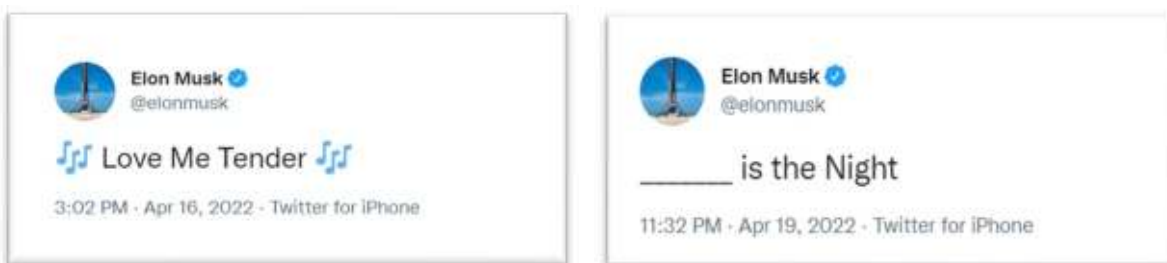 Elon Musk
@elonmusk
🎶 Love Me Tender 🎶
3:02 PM · Apr 16, 2022 · Twitter for iPhone
Elon Musk
@elonmusk
_______ is the Night
11:32 PM · Apr 19, 2022 · Twitter for iPhone